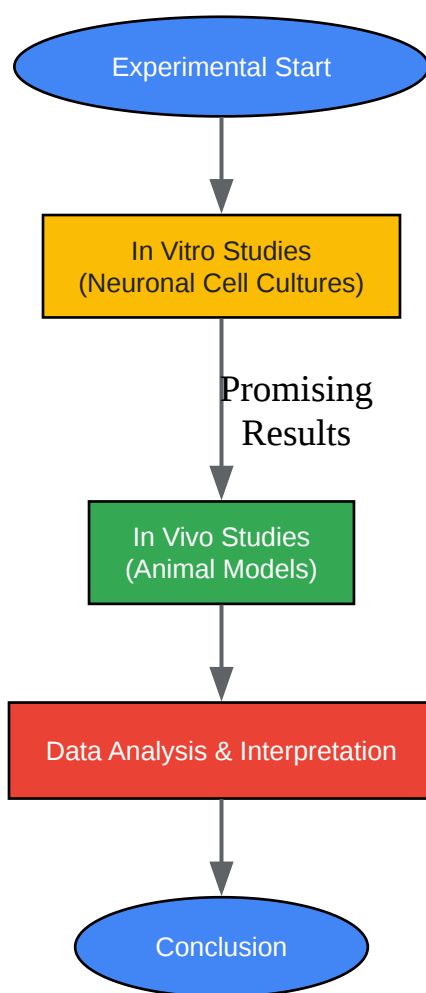 Experimental Start
In Vitro Studies
(Neuronal Cell Cultures)
Promising
Results
In Vivo Studies
(Animal Models)
Data Analysis & Interpretation
Conclusion